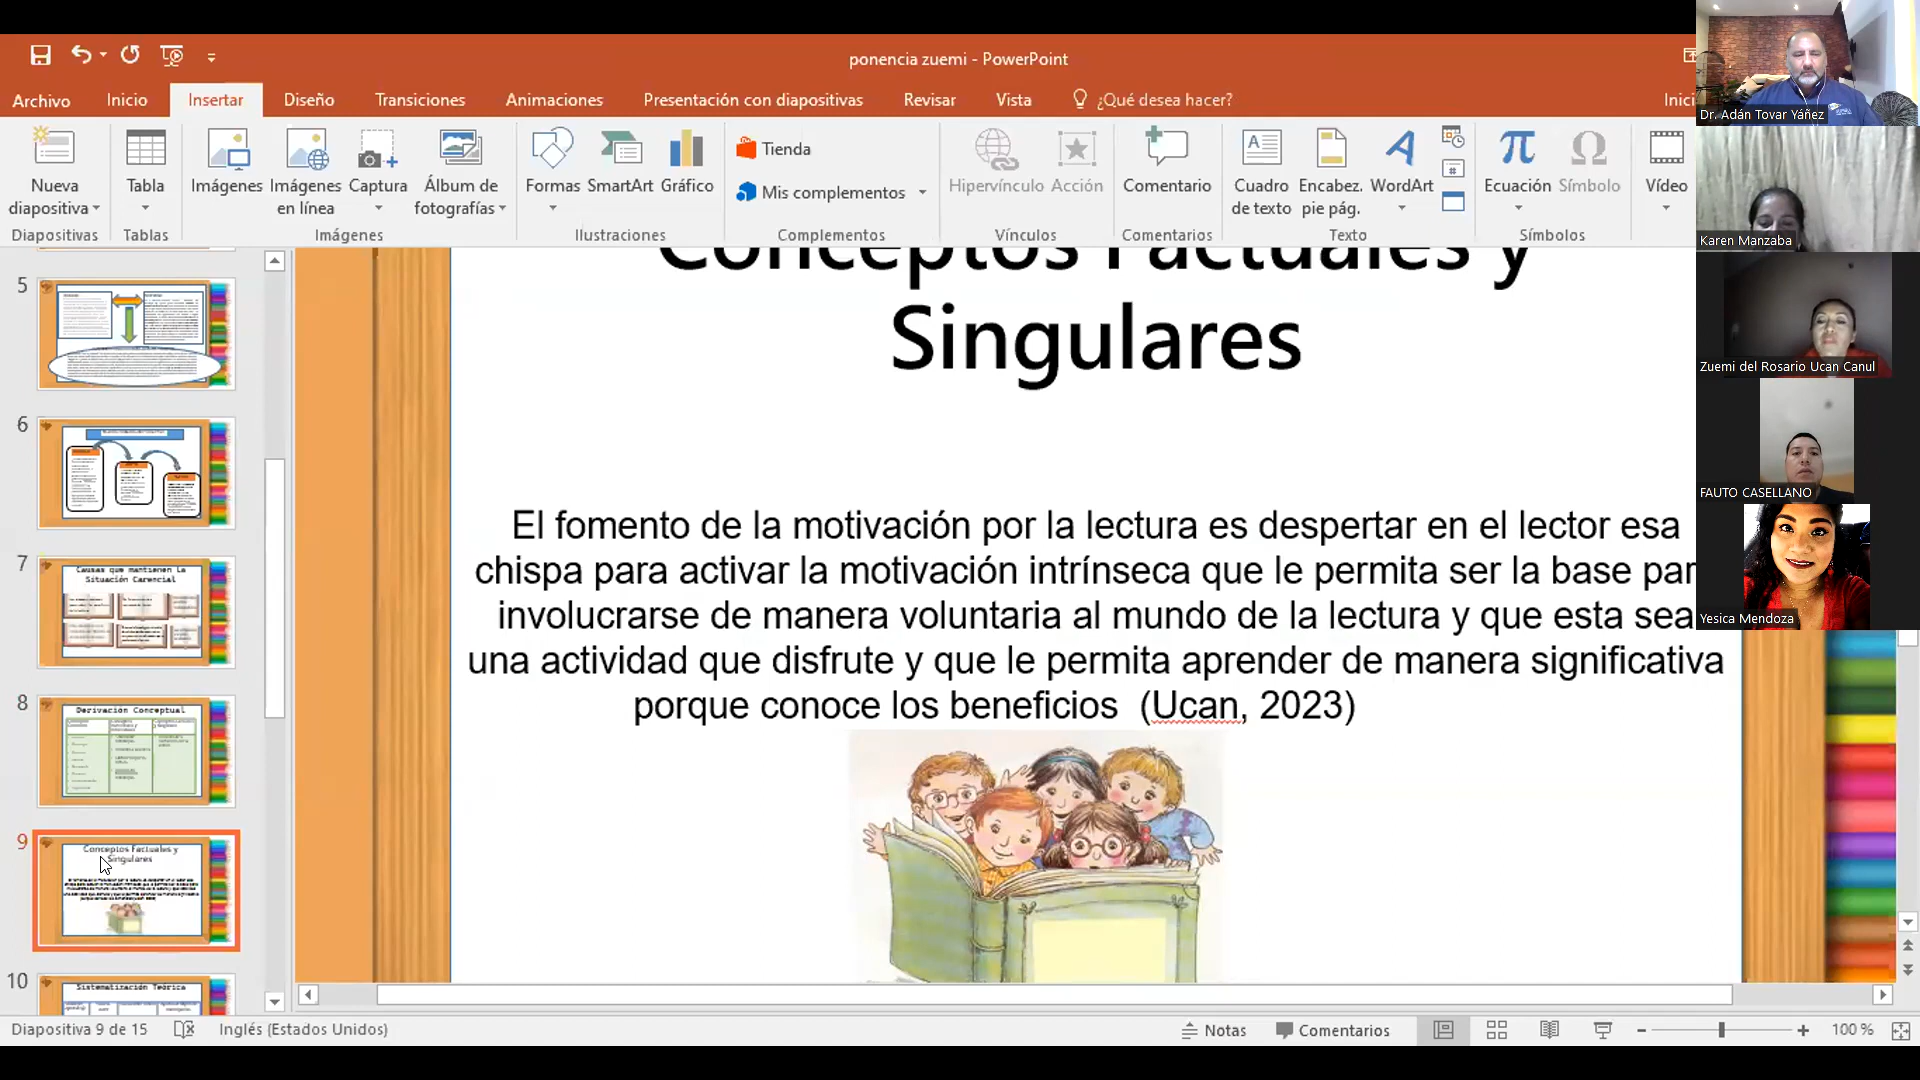 ponencia zuemi - PowerPoint
Archivo Inicio Insertar Diseño Transiciones Animaciones Presentación con diapositivas Revisar Vista ¿Qué desea hacer? Inici
Nueva diapositiva
Tabla
Imágenes
Imágenes en línea
Captura
Álbum de fotografías
Formas
SmartArt
Gráfico
Tienda
Mis complementos
Hipervínculo
Acción
Comentario
Cuadro de texto
Encabez. pie pág.
WordArt
Ecuación
Símbolo
Vídeo
Diapositivas Tablas Imágenes Ilustraciones Complementos Vínculos Comentarios Texto Símbolos
5
6
7
Causas que mantienen la
Situación Carencial
8
Derivación Conceptual
9
Conceptos Factuales y
Singulares
10
Sistematización Teórica
Conceptos Factuales y
Singulares
El fomento de la motivación por la lectura es despertar en el lector esa
chispa para activar la motivación intrínseca que le permita ser la base par
involucrarse de manera voluntaria al mundo de la lectura y que esta sea
una actividad que disfrute y que le permita aprender de manera significativa
porque conoce los beneficios (Ucan, 2023)
Dr. Adán Tovar Yáñez
Karen Manzaba
Zuemi del Rosario Ucan Canul
FAUTO CASELLANO
Yesica Mendoza
Diapositiva 9 de 15 Inglés (Estados Unidos) Notas Comentarios 100 %